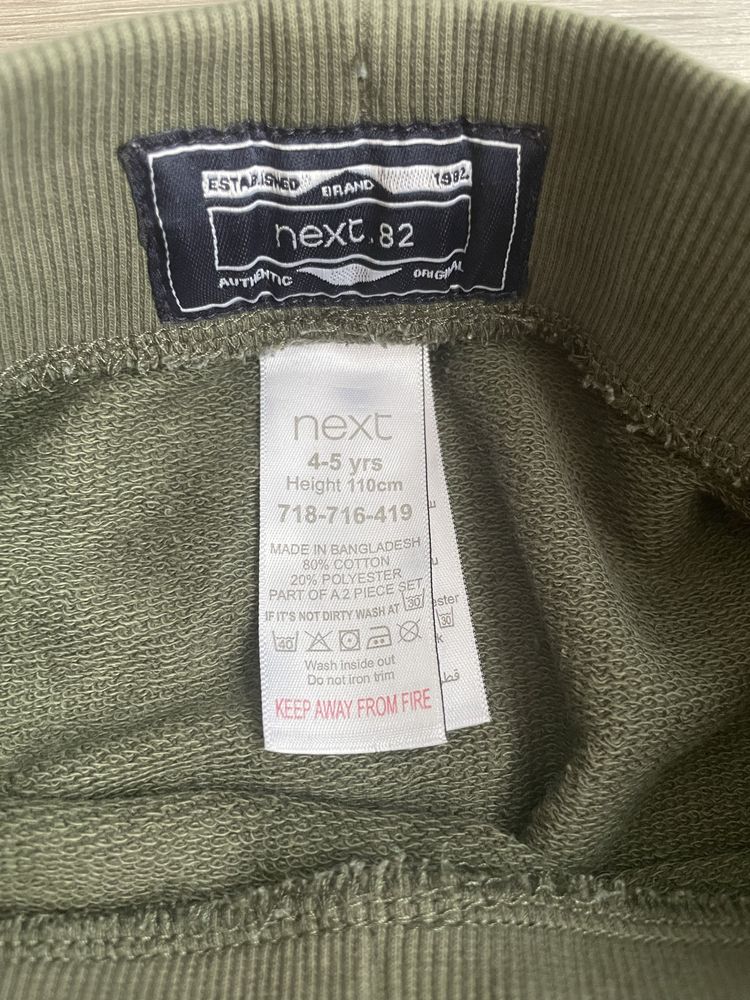 ESTABLISHED BRAND 1982
next.82
AUTHENTIC ORIGINAL
next
4-5 yrs
Height 110cm
718-716-419
MADE IN BANGLADESH
80% COTTON
20% POLYESTER
PART OF A 2 PIECE SET
IF IT'S NOT DIRTY WASH AT 30
40
Wash inside out
Do not iron trim
KEEP AWAY FROM FIRE
u
u
ester
30
k
قط